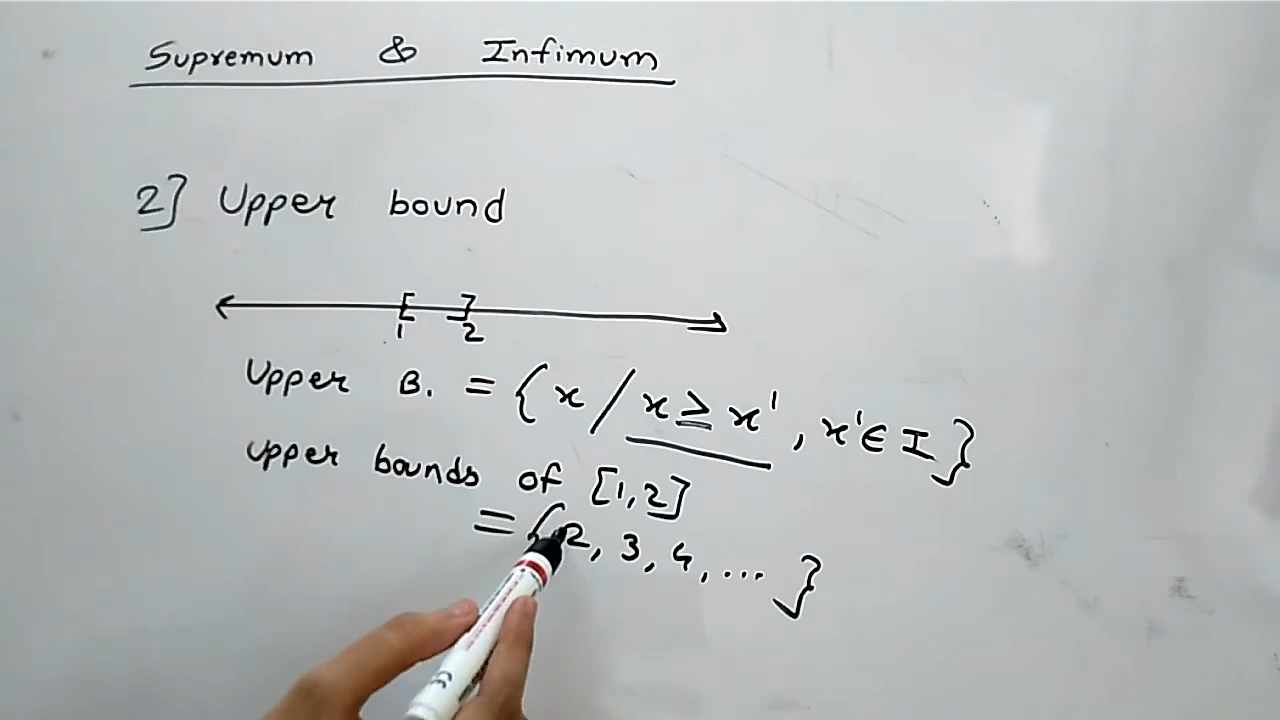 Supremum & Infimum
2] Upper bound
1 2
Upper B. = {x / x ≥ x', x' ∈ I}
Upper bounds of [1,2]
= {2, 3, 4, ... }